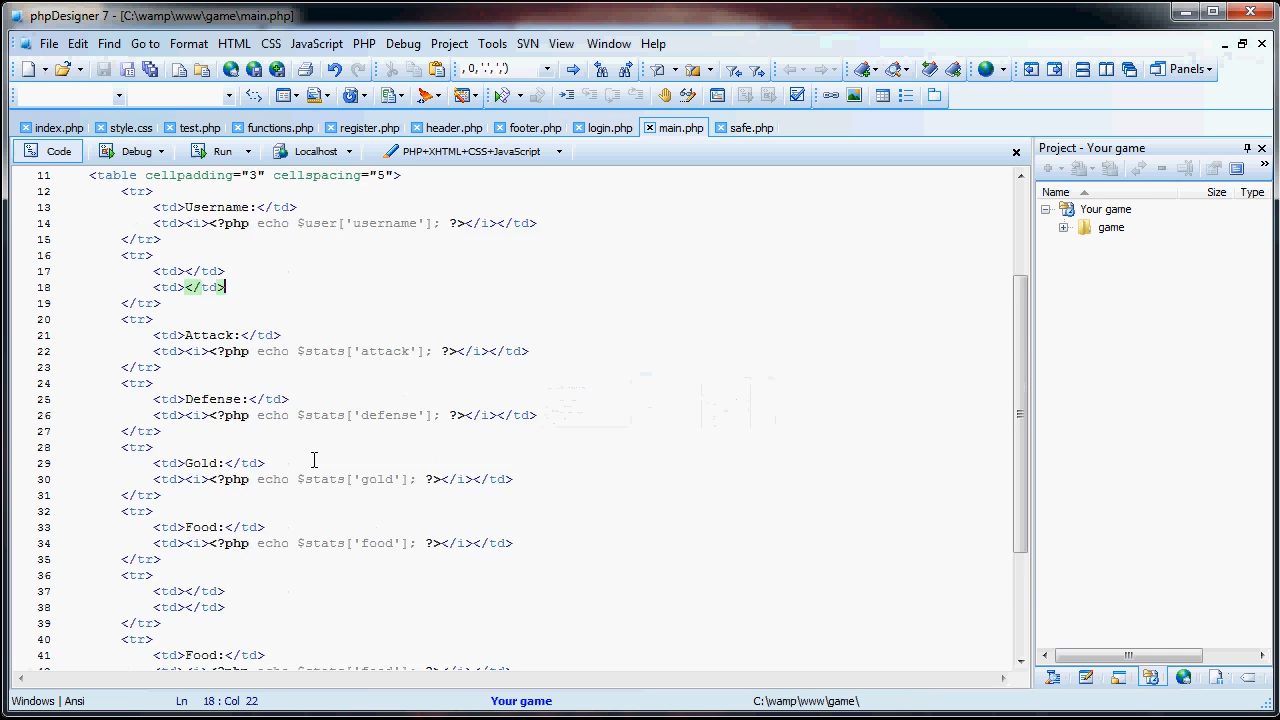 phpDesigner 7 - [C:\wamp\www\game\main.php]
File Edit Find Go to Format HTML CSS JavaScript PHP Debug Project Tools SVN View Window Help
, 0,'.',',')
Panels
index.php style.css test.php functions.php register.php header.php footer.php login.php main.php safe.php
Code Debug Run Localhost PHP+XHTML+CSS+JavaScript
Project - Your game
Name Size Type
Your game
game
11 <table cellpadding="3" cellspacing="5">
12 <tr>
13 <td>Username:</td>
14 <td><i><?php echo $user['username']; ?></i></td>
15 </tr>
16 <tr>
17 <td></td>
18 <td></td>
19 </tr>
20 <tr>
21 <td>Attack:</td>
22 <td><i><?php echo $stats['attack']; ?></i></td>
23 </tr>
24 <tr>
25 <td>Defense:</td>
26 <td><i><?php echo $stats['defense']; ?></i></td>
27 </tr>
28 <tr>
29 <td>Gold:</td>
30 <td><i><?php echo $stats['gold']; ?></i></td>
31 </tr>
32 <tr>
33 <td>Food:</td>
34 <td><i><?php echo $stats['food']; ?></i></td>
35 </tr>
36 <tr>
37 <td></td>
38 <td></td>
39 </tr>
40 <tr>
41 <td>Food:</td>
<td><i><?php echo $stats['food']; ?></i></td>
Windows | Ansi Ln 18 : Col 22 Your game C:\wamp\www\game\